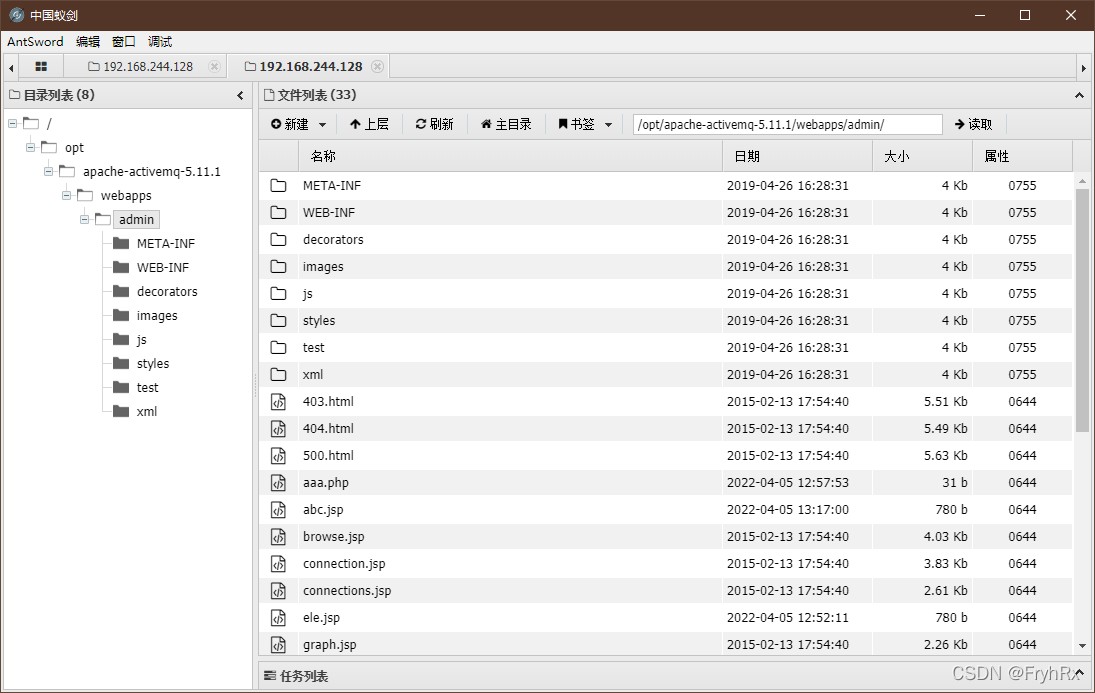 中国蚁剑
AntSword 编辑 窗口 调试
192.168.244.128 192.168.244.128
目录列表 (8)
/
opt
apache-activemq-5.11.1
webapps
admin
META-INF
WEB-INF
decorators
images
js
styles
test
xml
文件列表 (33)
新建 上层 刷新 主目录 书签 /opt/apache-activemq-5.11.1/webapps/admin/ 读取
名称 日期 大小 属性
META-INF 2019-04-26 16:28:31 4 Kb 0755
WEB-INF 2019-04-26 16:28:31 4 Kb 0755
decorators 2019-04-26 16:28:31 4 Kb 0755
images 2019-04-26 16:28:31 4 Kb 0755
js 2019-04-26 16:28:31 4 Kb 0755
styles 2019-04-26 16:28:31 4 Kb 0755
test 2019-04-26 16:28:31 4 Kb 0755
xml 2019-04-26 16:28:31 4 Kb 0755
403.html 2015-02-13 17:54:40 5.51 Kb 0644
404.html 2015-02-13 17:54:40 5.49 Kb 0644
500.html 2015-02-13 17:54:40 5.63 Kb 0644
aaa.php 2022-04-05 12:57:53 31 b 0644
abc.jsp 2022-04-05 13:17:00 780 b 0644
browse.jsp 2015-02-13 17:54:40 4.03 Kb 0644
connection.jsp 2015-02-13 17:54:40 3.83 Kb 0644
connections.jsp 2015-02-13 17:54:40 2.61 Kb 0644
ele.jsp 2022-04-05 12:52:11 780 b 0644
graph.jsp 2015-02-13 17:54:40 2.26 Kb 0644
任务列表
CSDN @FryhRx